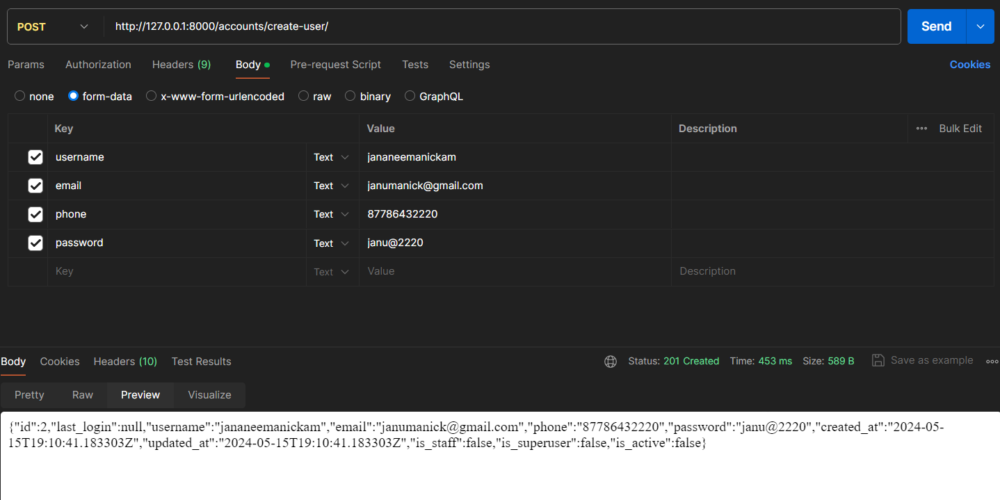 POST http://127.0.0.1:8000/accounts/create-user/ Send
Params Authorization Headers (9) Body Pre-request Script Tests Settings Cookies
none form-data x-www-form-urlencoded raw binary GraphQL
Key Value Description Bulk Edit
username Text jananeemanickam
email Text janumanick@gmail.com
phone Text 87786432220
password Text janu@2220
Key Text Value Description
Body Cookies Headers (10) Test Results Status: 201 Created Time: 453 ms Size: 589 B Save as example
Pretty Raw Preview Visualize
{"id":2,"last_login":null,"username":"jananeemanickam","email":"janumanick@gmail.com","phone":"87786432220","password":"janu@2220","created_at":"2024-05-
15T19:10:41.183303Z","updated_at":"2024-05-15T19:10:41.183303Z","is_staff":false,"is_superuser":false,"is_active":false}